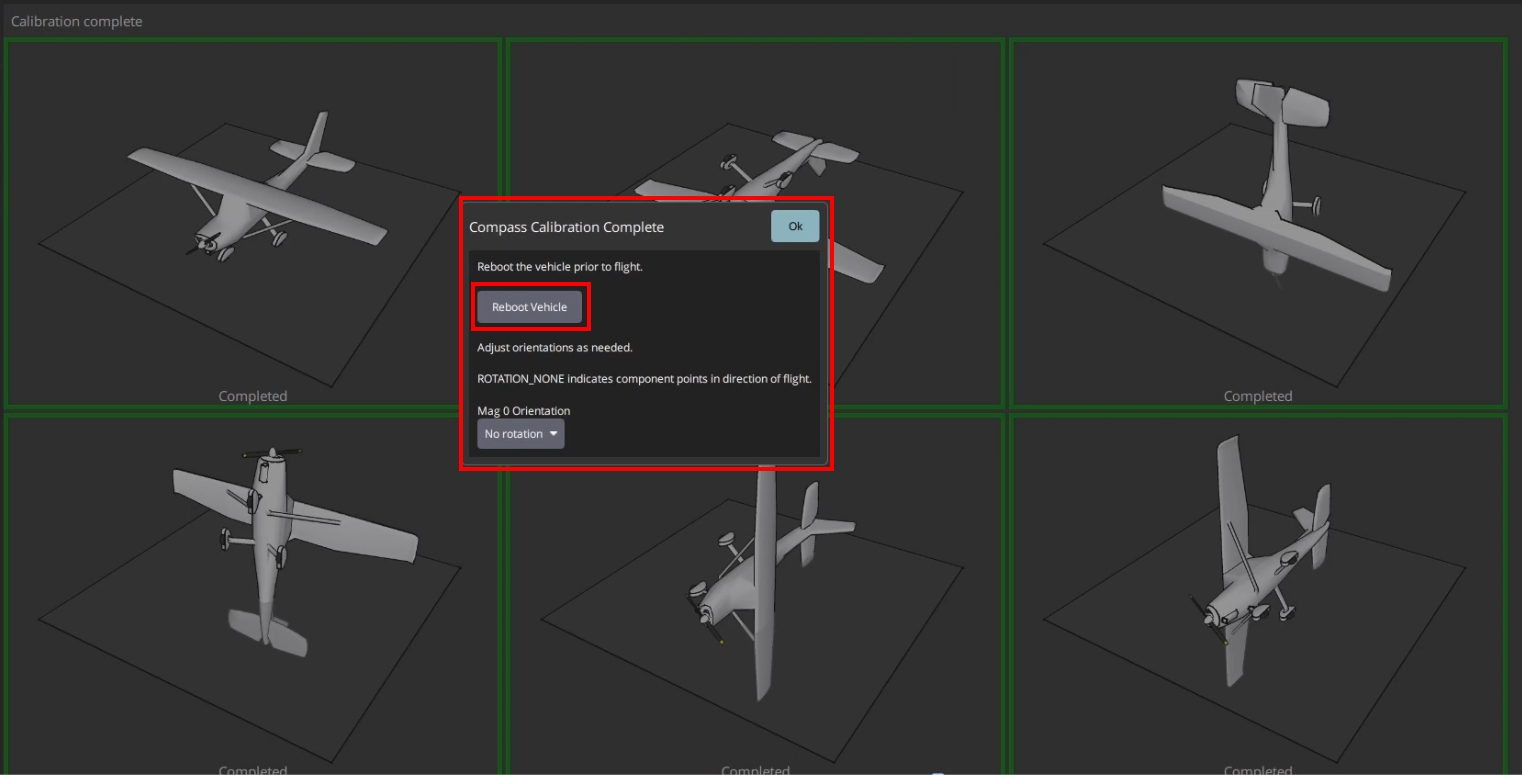 Calibration complete
Compass Calibration Complete
Ok
Reboot the vehicle prior to flight.
Reboot Vehicle
Adjust orientations as needed.
ROTATION_NONE indicates component points in direction of flight.
Mag 0 Orientation
No rotation
Completed
Completed
Completed
Completed
Completed